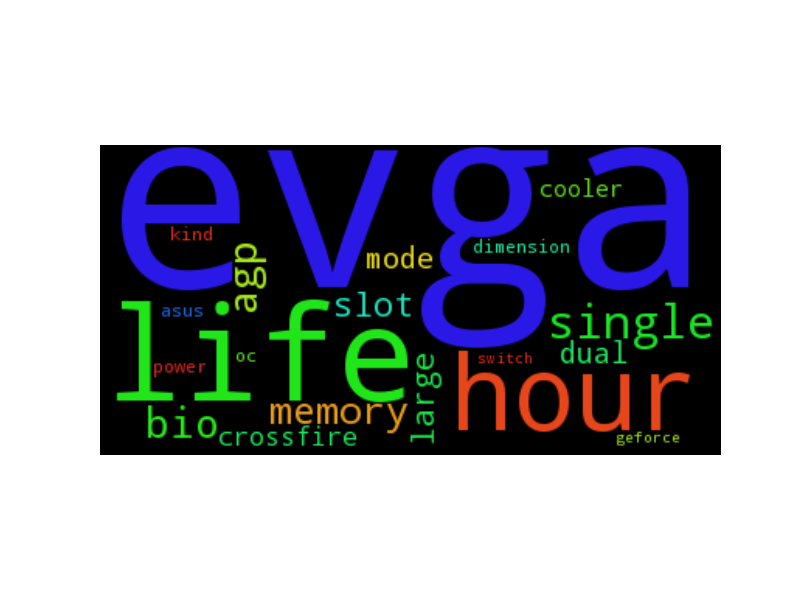 evga
cooler
kind
dimension
agp
mode
slot
asus
life
single
oc
dual
power
switch
large
hour
memory
bio
crossfire
geforce